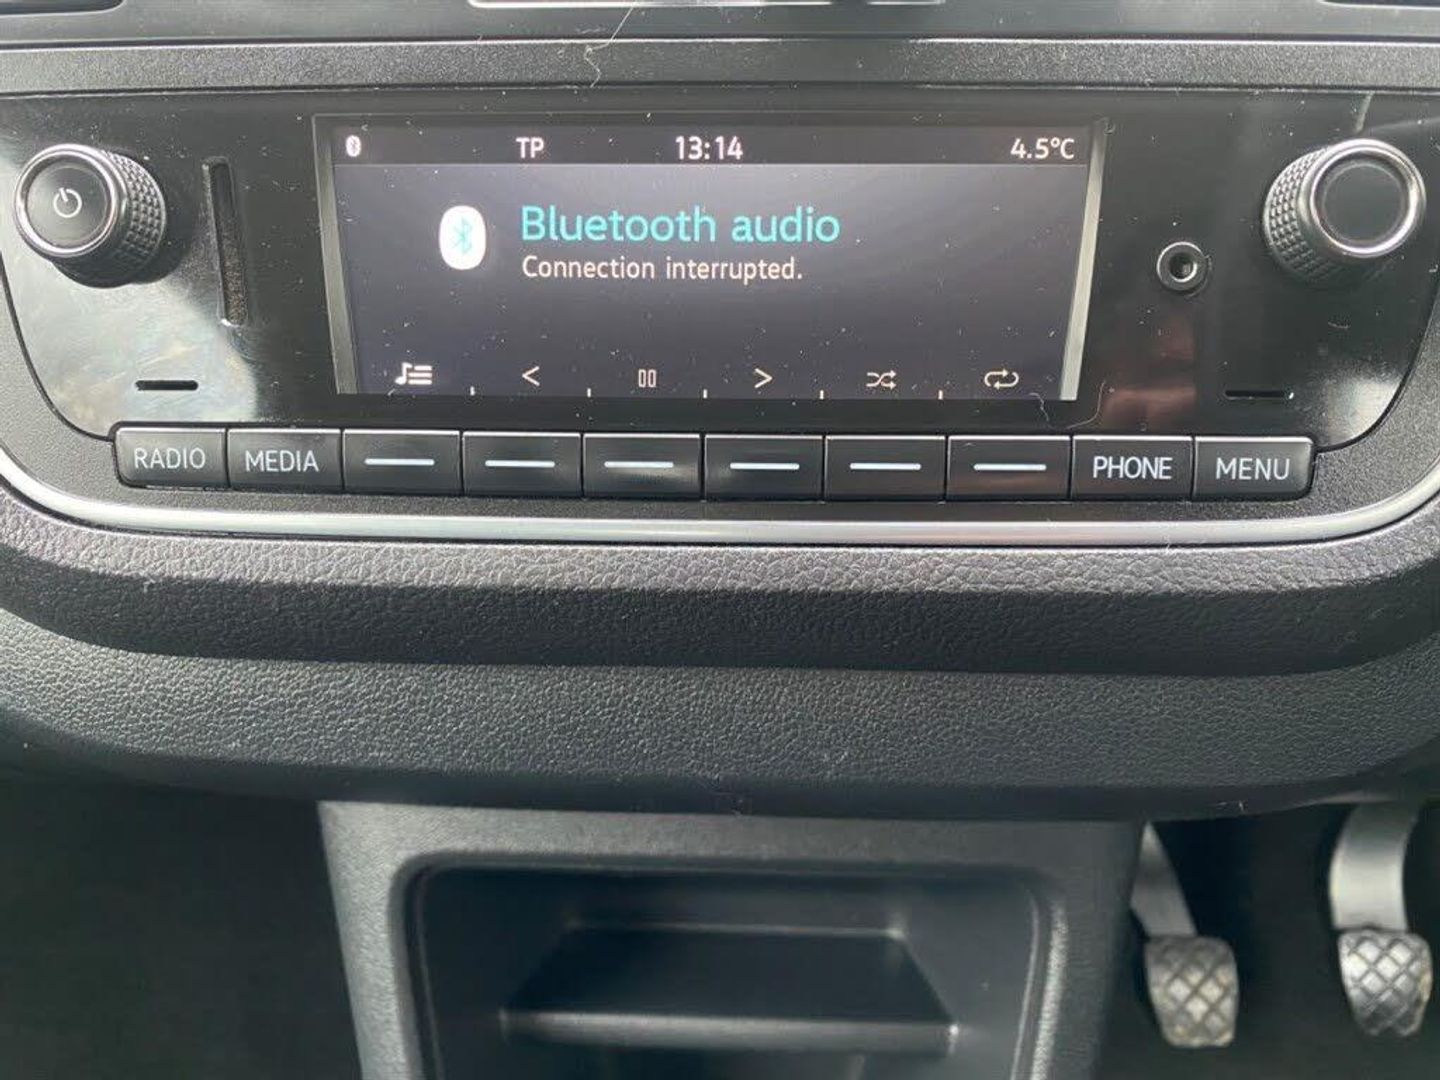 TP 13:14 4.5°C
Bluetooth audio
Connection interrupted.
RADIO MEDIA PHONE MENU